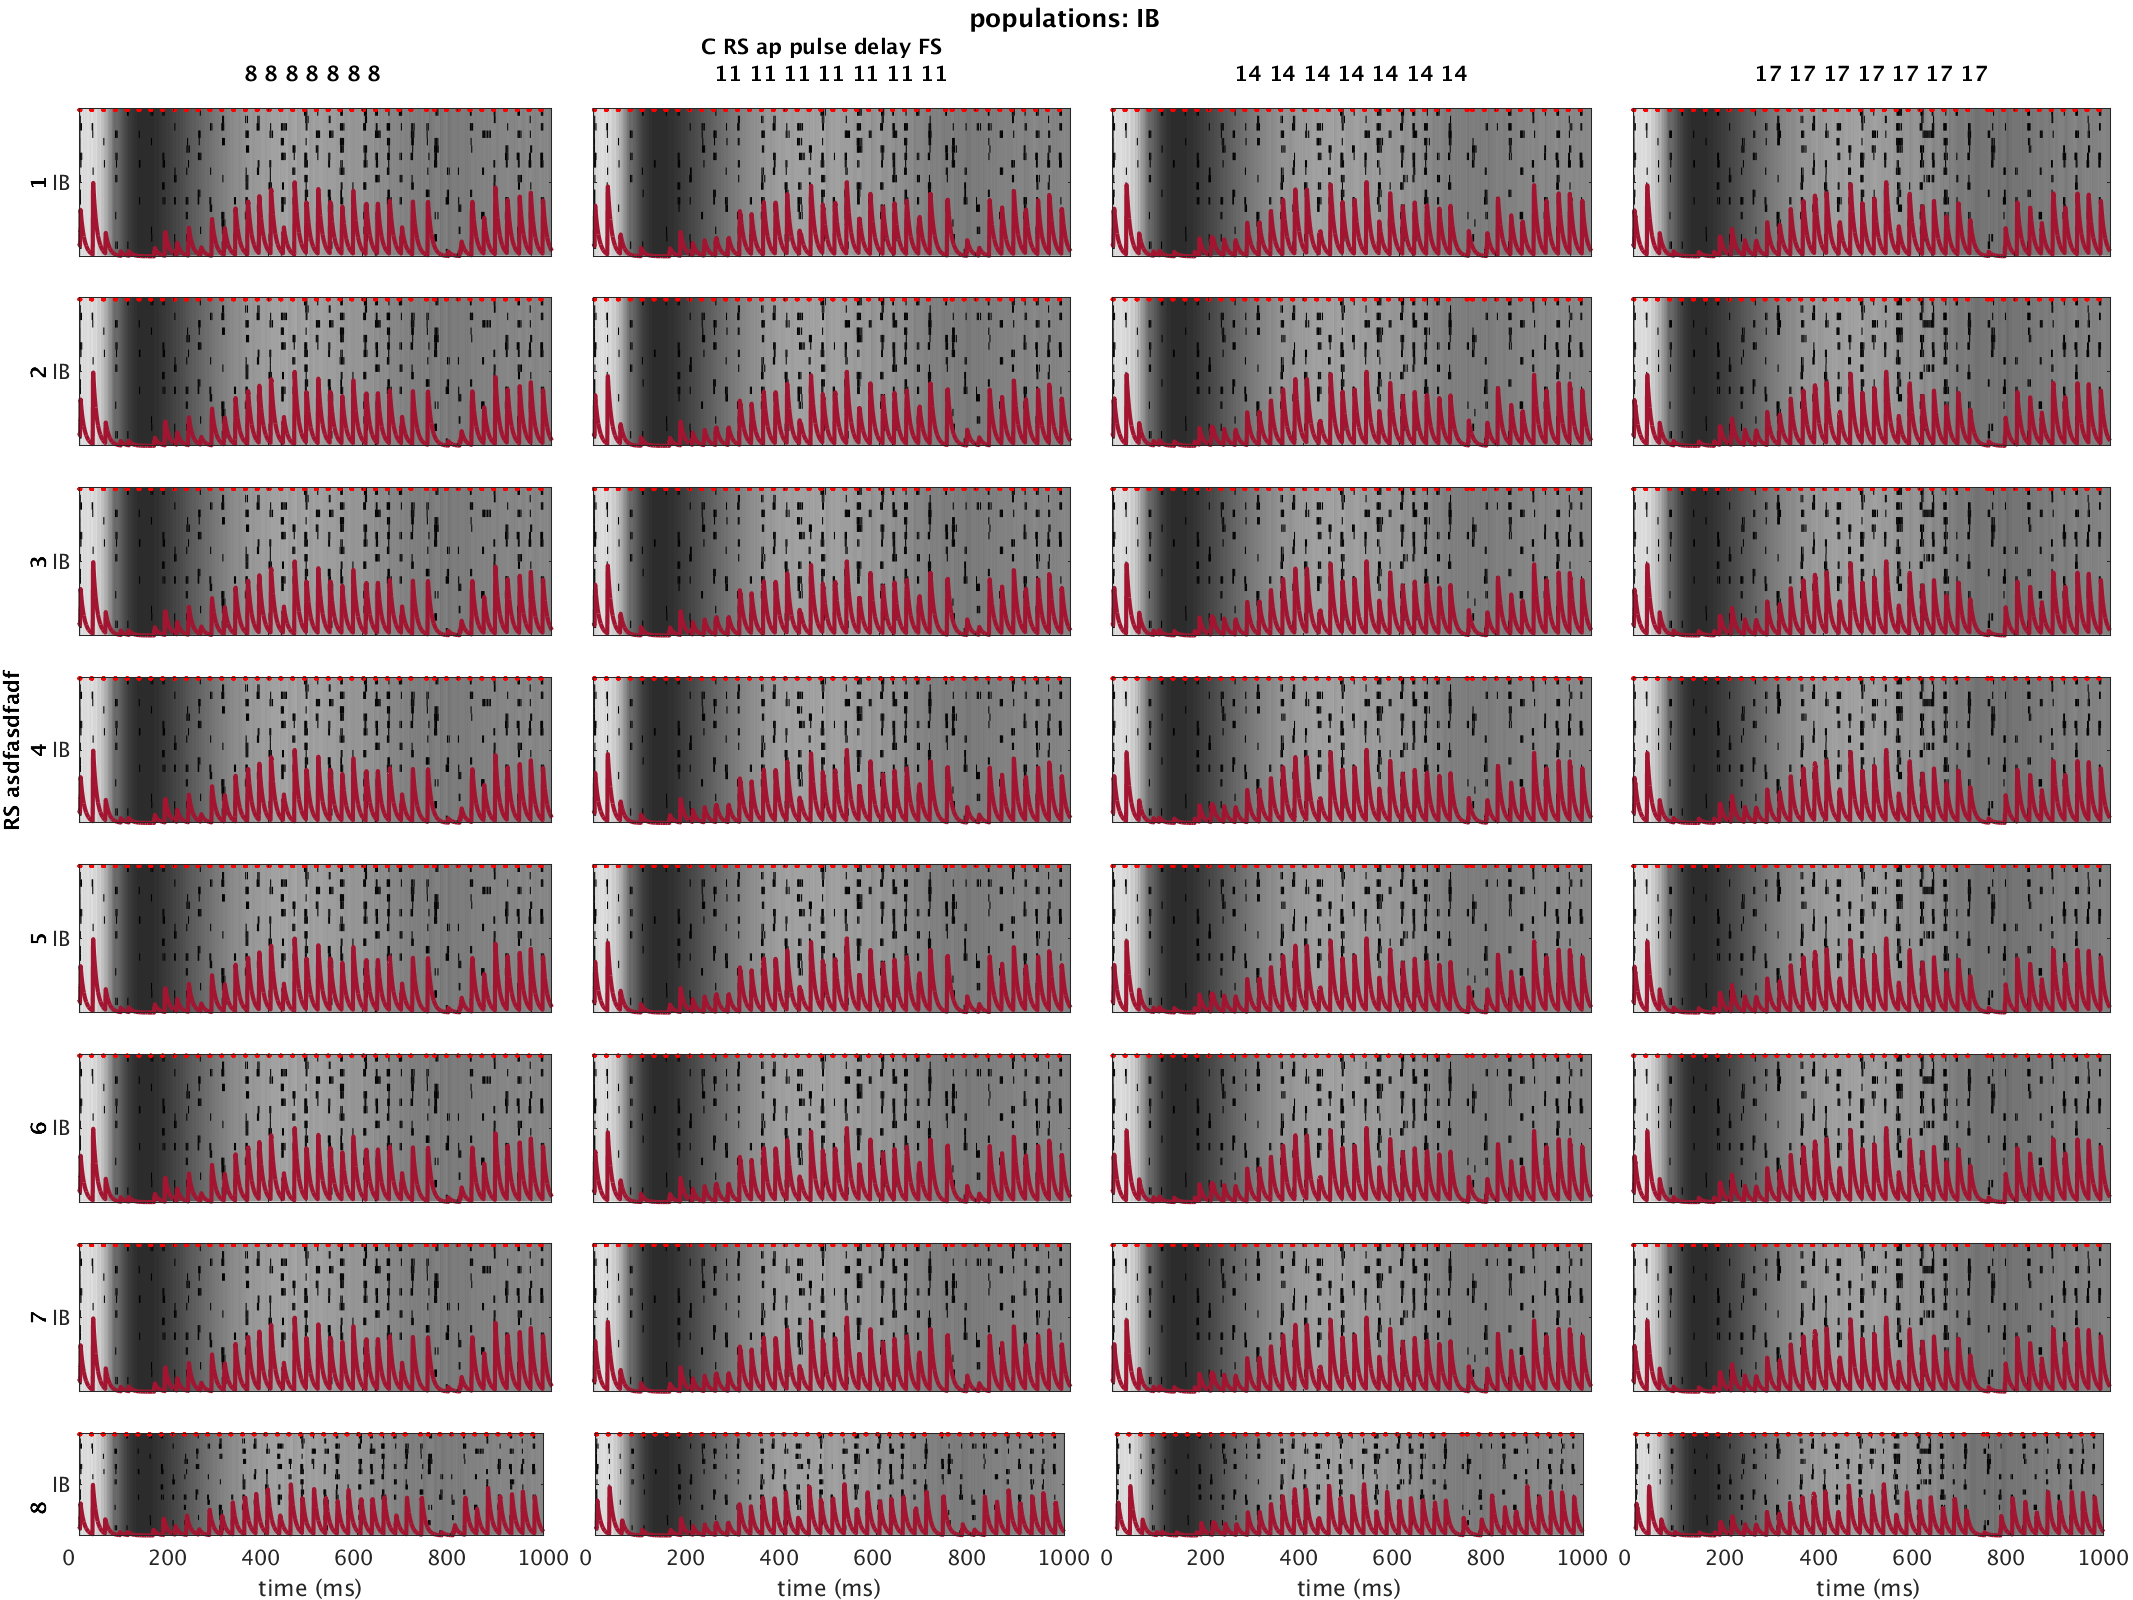 populations: IB
C RS ap pulse delay FS
8 8 8 8 8 8 8
11 11 11 11 11 11 11
14 14 14 14 14 14 14
17 17 17 17 17 17 17
RS asdfasdfadf
1 IB
2 IB
3 IB
4 IB
5 IB
6 IB
7 IB
8 IB
0 200 400 600 800 1000
0 200 400 600 800 1000
0 200 400 600 800 1000
0 200 400 600 800 1000
time (ms)
time (ms)
time (ms)
time (ms)